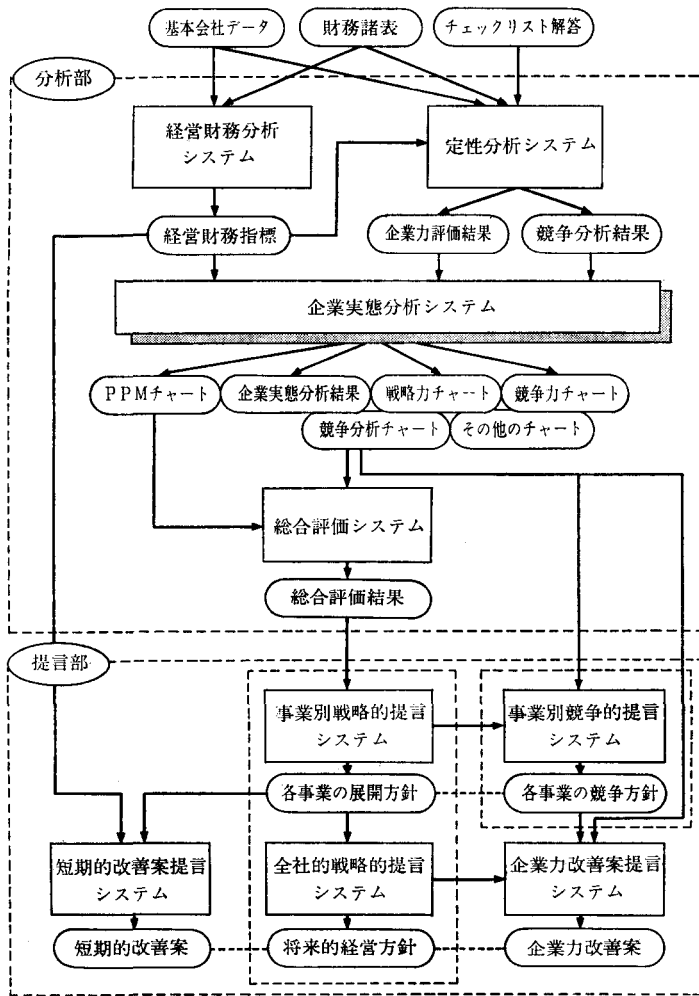 基本会社データ
財務諸表
チェックリスト解答
分析部
経営財務分析
システム
定性分析システム
経営財務指標
企業力評価結果
競争分析結果
企業実態分析システム
PPMチャート
企業実態分析結果
戦略力チャート
競争力チャート
競争分析チャート
その他のチャート
総合評価システム
総合評価結果
提言部
事業別戦略的提言
システム
事業別競争的提言
システム
各事業の展開方針
各事業の競争方針
短期的改善案提言
システム
全社的戦略的提言
システム
企業力改善案提言
システム
短期的改善案
将来的経営方針
企業力改善案